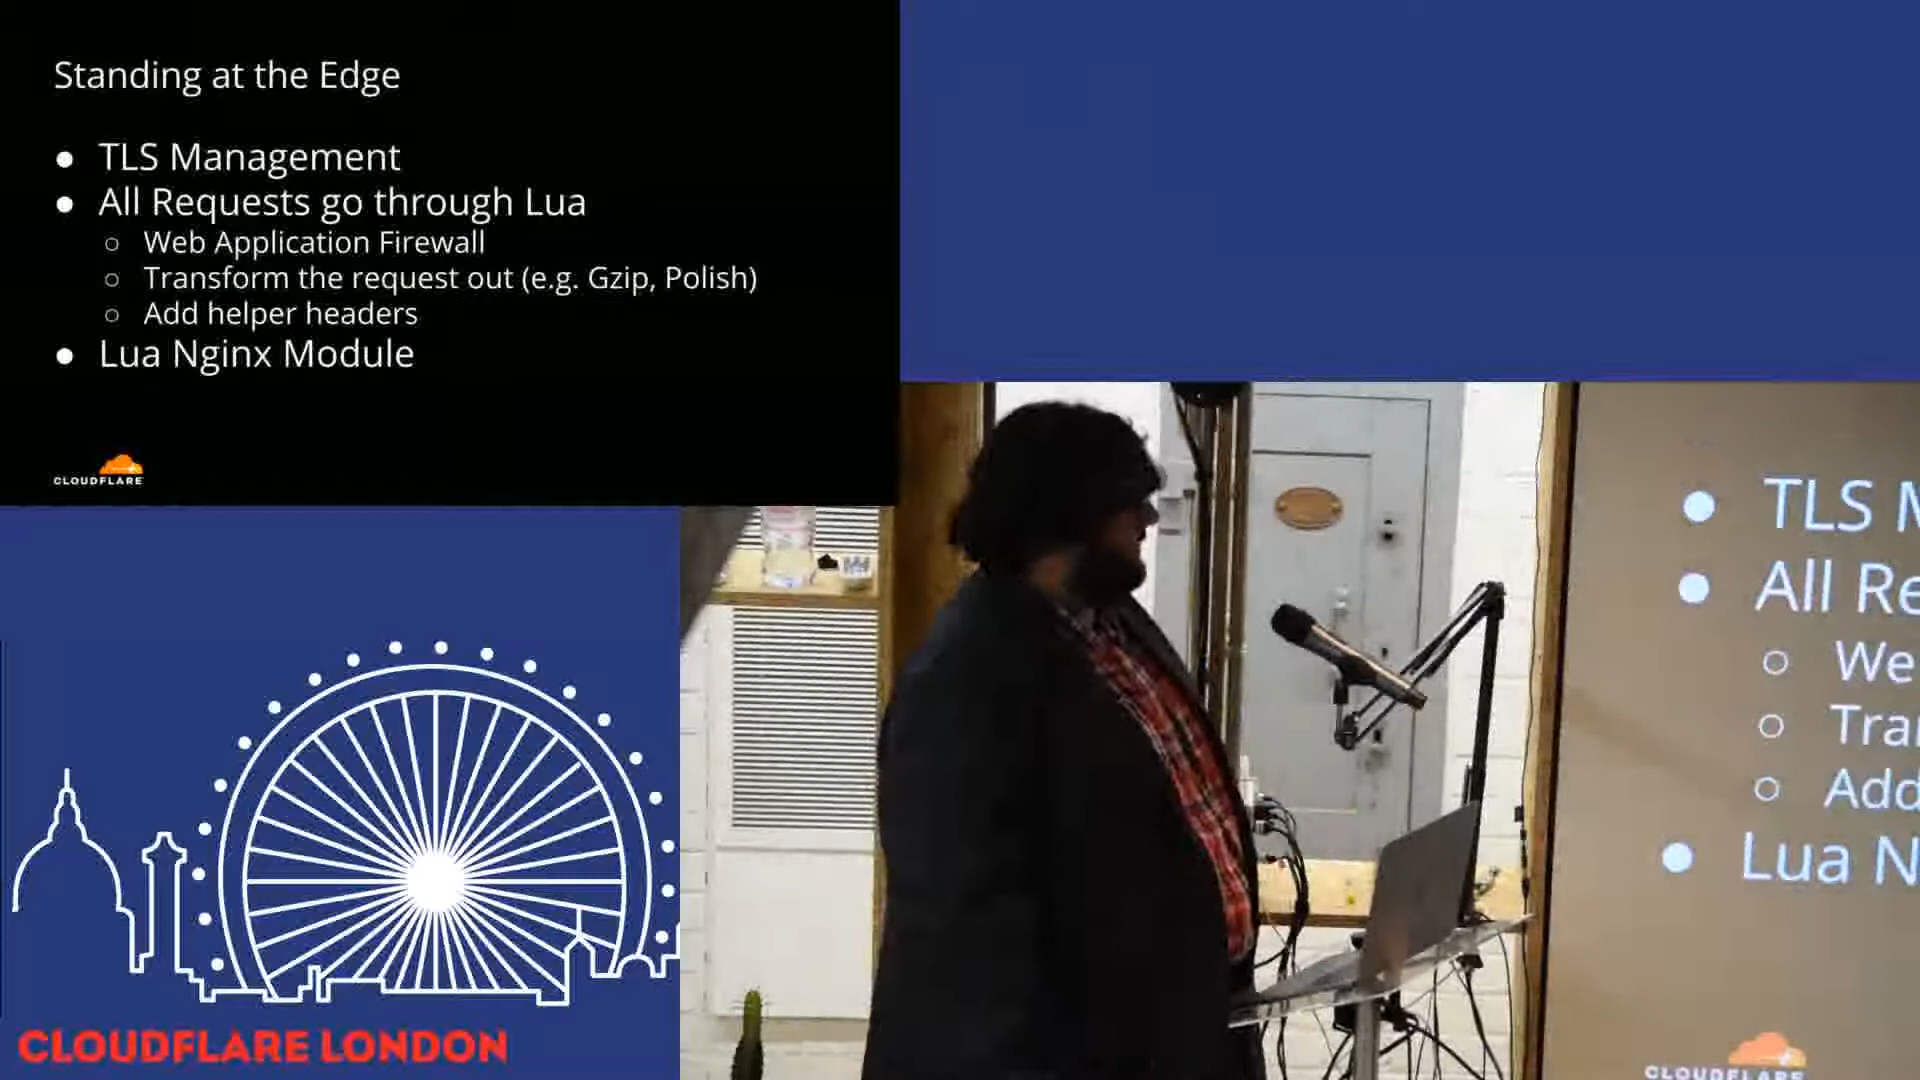 Standing at the Edge
● TLS Management
● All Requests go through Lua
○ Web Application Firewall
○ Transform the request out (e.g. Gzip, Polish)
○ Add helper headers
● Lua Nginx Module
CLOUDFLARE
● TLS M
● All Re
○ We
○ Tra
○ Add
● Lua N
CLOUDFLARE
CLOUDFLARE LONDON